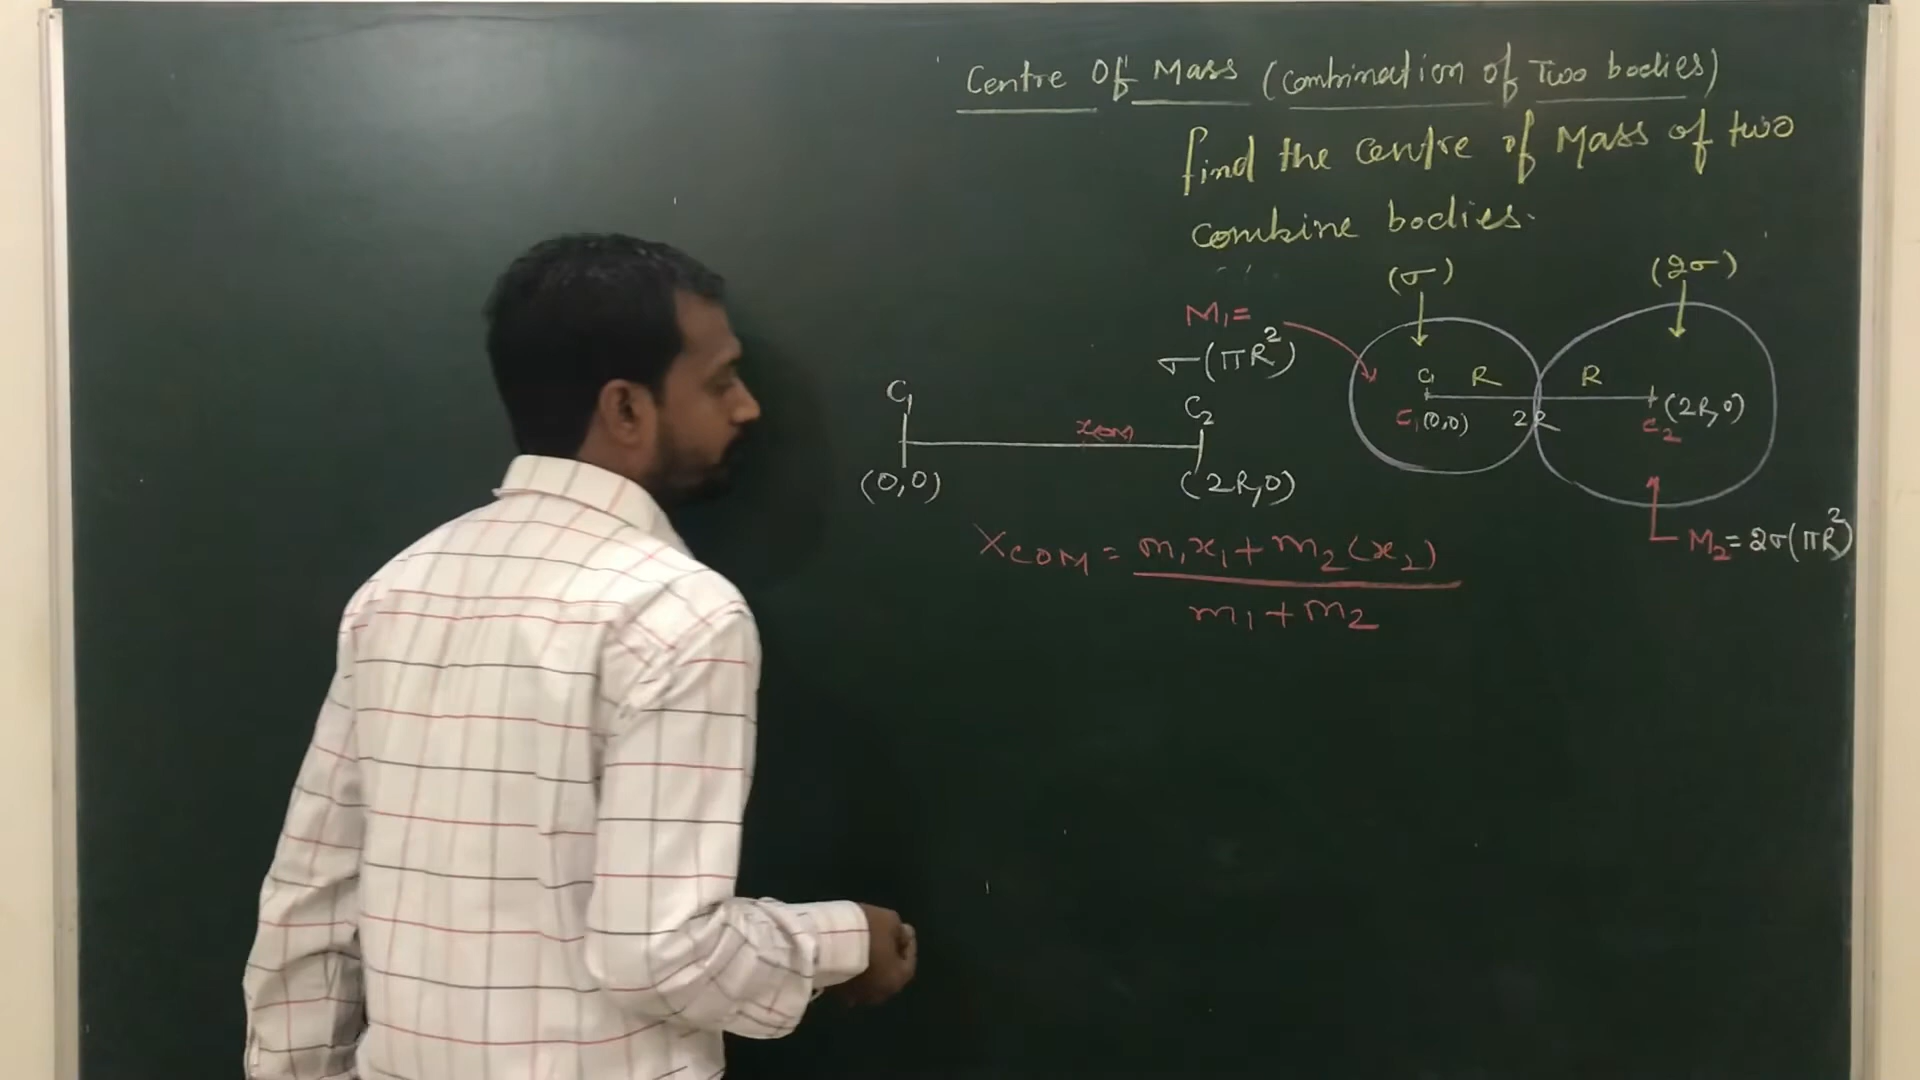 Centre Of Mass (Combination of Two bodies)
find the centre of Mass of two
combine bodies.
(σ)
(2σ)
M₁=
σ(πR²)
C₁ R R
C₁(0,0) 2R (2R,0)
C₂
C₁ C₂
xCOM
(0,0) (2R,0)
M₂=2σ(πR²)
XCOM = m₁x₁+m₂(x₂)
m₁+m₂